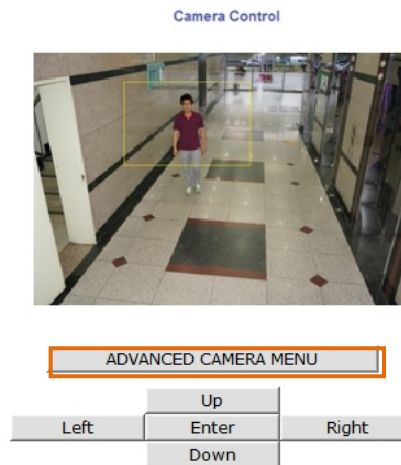 Camera Control
ADVANCED CAMERA MENU
Up
Left Enter Right
Down